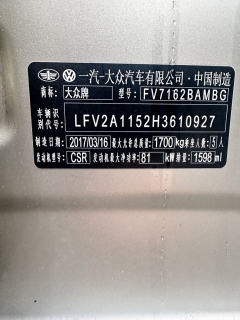 一汽-大众汽车有限公司·中国制造
商标: 大众牌 型号: FV7162BAMBG
车辆识别代号: LFV2A1152H3610927
制造日期: 2017/03/16 最大允许总质量: 1700 kg 乘坐人数: 5 人
发动机型号: CSR 发动机最大净功率: 81 kW 排量: 1598 ml